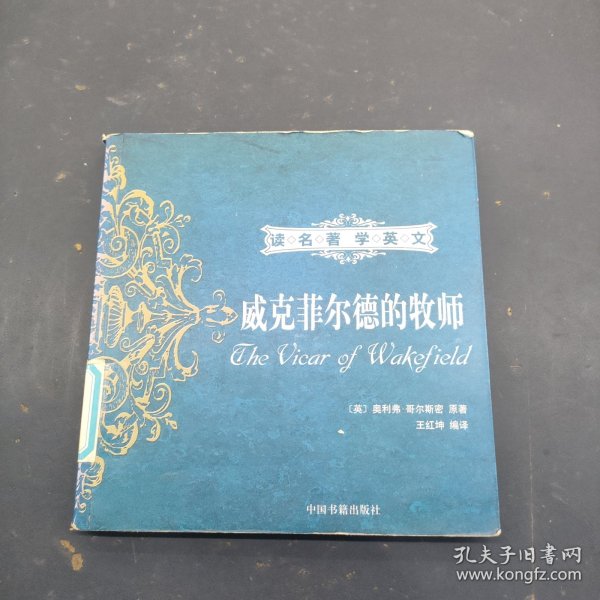 读名著 学英文
威克菲尔德的牧师
The Vicar of Wakefield
〔英〕奥利弗·哥尔斯密 原著
王红坤 编译
中国书籍出版社
孔夫子旧书网
www.kongfz.com